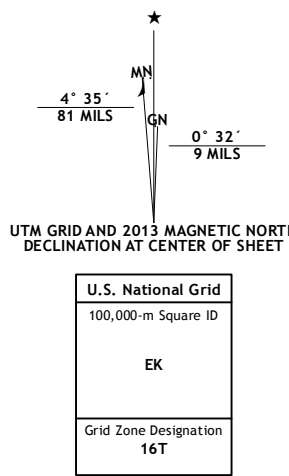 ★
MN
4° 35´
81 MILS
GN
0° 32´
9 MILS
UTM GRID AND 2013 MAGNETIC NORTH
DECLINATION AT CENTER OF SHEET
U.S. National Grid
100,000-m Square ID
EK
Grid Zone Designation
16T